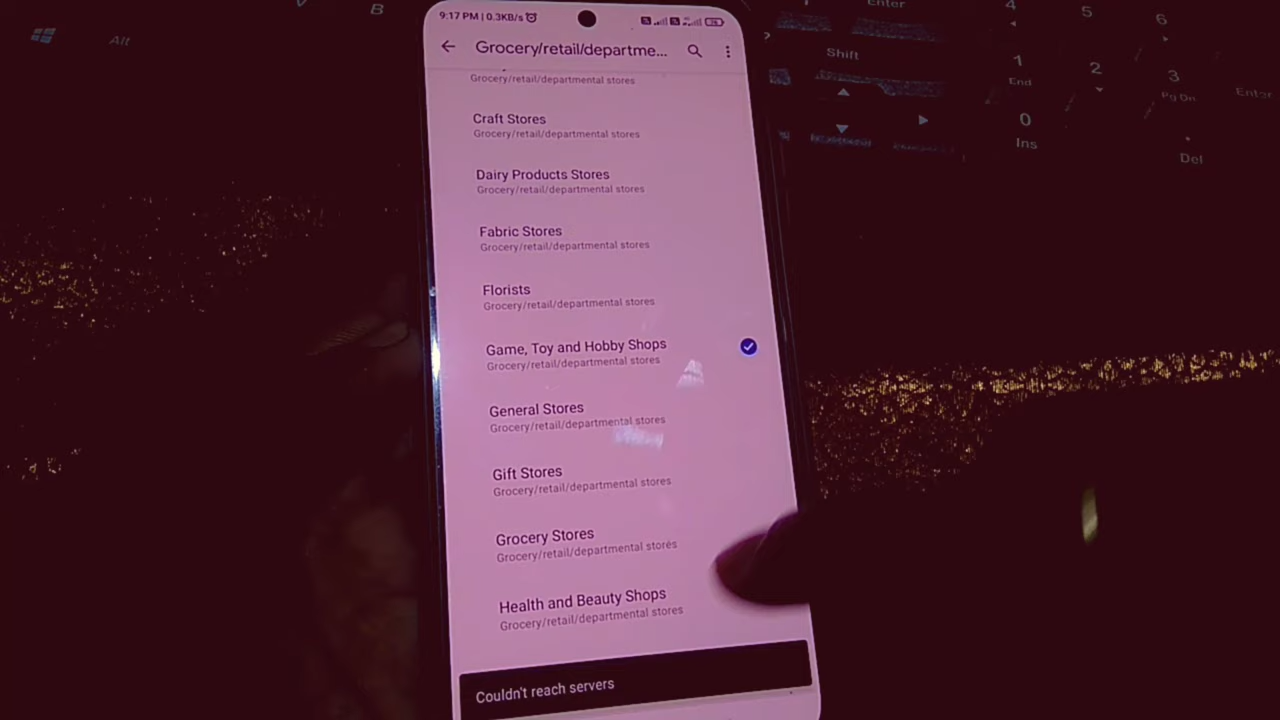 V
B
Alt
Enter
4
5
6
?
Shift
1
End
2
3
Pg Dn
Enter
0
Ins
Del
9:17 PM | 0.3KB/s
Grocery/retail/departme...
Grocery/retail/departmental stores
Craft Stores
Grocery/retail/departmental stores
Dairy Products Stores
Grocery/retail/departmental stores
Fabric Stores
Grocery/retail/departmental stores
Florists
Grocery/retail/departmental stores
Game, Toy and Hobby Shops
Grocery/retail/departmental stores
General Stores
Grocery/retail/departmental stores
Gift Stores
Grocery/retail/departmental stores
Grocery Stores
Grocery/retail/departmental stores
Health and Beauty Shops
Grocery/retail/departmental stores
Couldn't reach servers